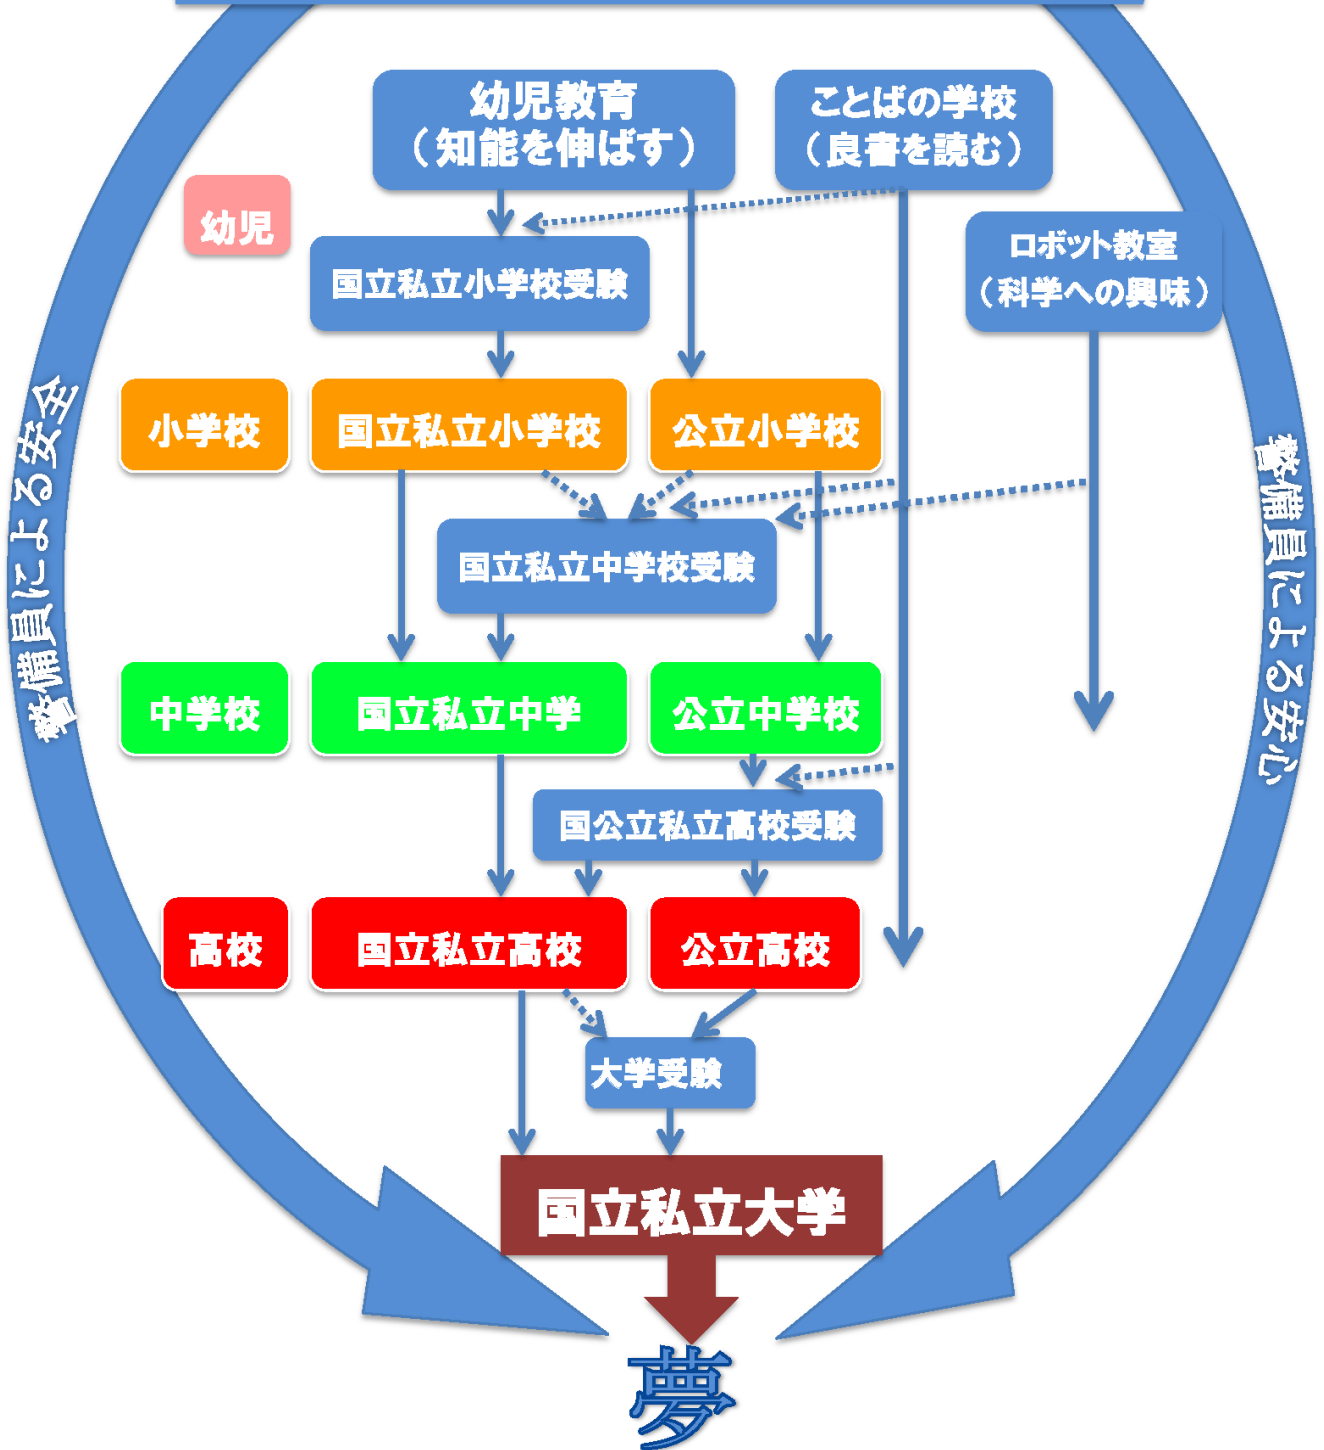 幼児教育
（知能を伸ばす）
ことばの学校
（良書を読む）
幼児
ロボット教室
（科学への興味）
国立私立小学校受験
小学校
国立私立小学校
公立小学校
警備員による安全
警備員による安心
国立私立中学校受験
中学校
国立私立中学
公立中学校
国公立私立高校受験
高校
国立私立高校
公立高校
大学受験
国立私立大学
夢